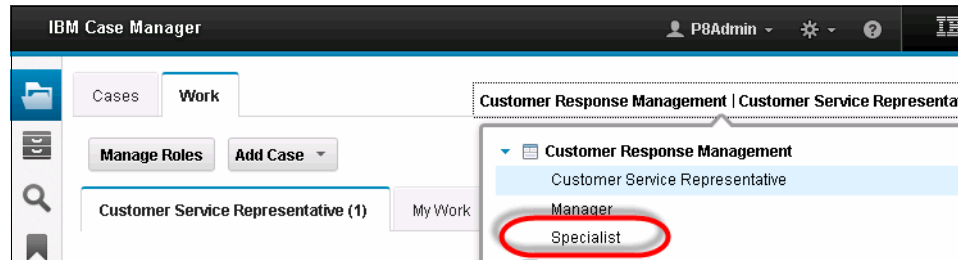 IBM Case Manager P8Admin
Cases Work Customer Response Management | Customer Service Representa
Manage Roles Add Case Customer Response Management
Customer Service Representative
Customer Service Representative (1) My Work Manager
Specialist